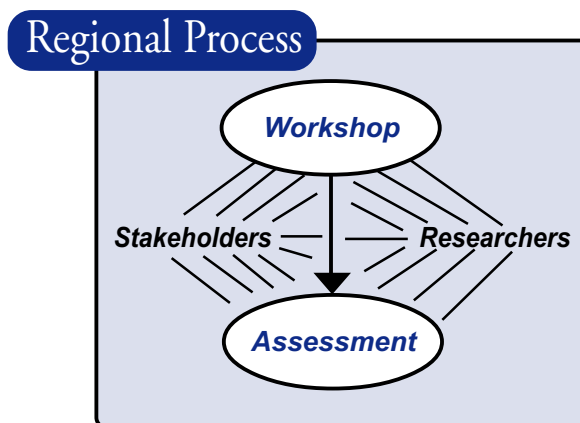 Regional Process
Workshop
Stakeholders Researchers
Assessment